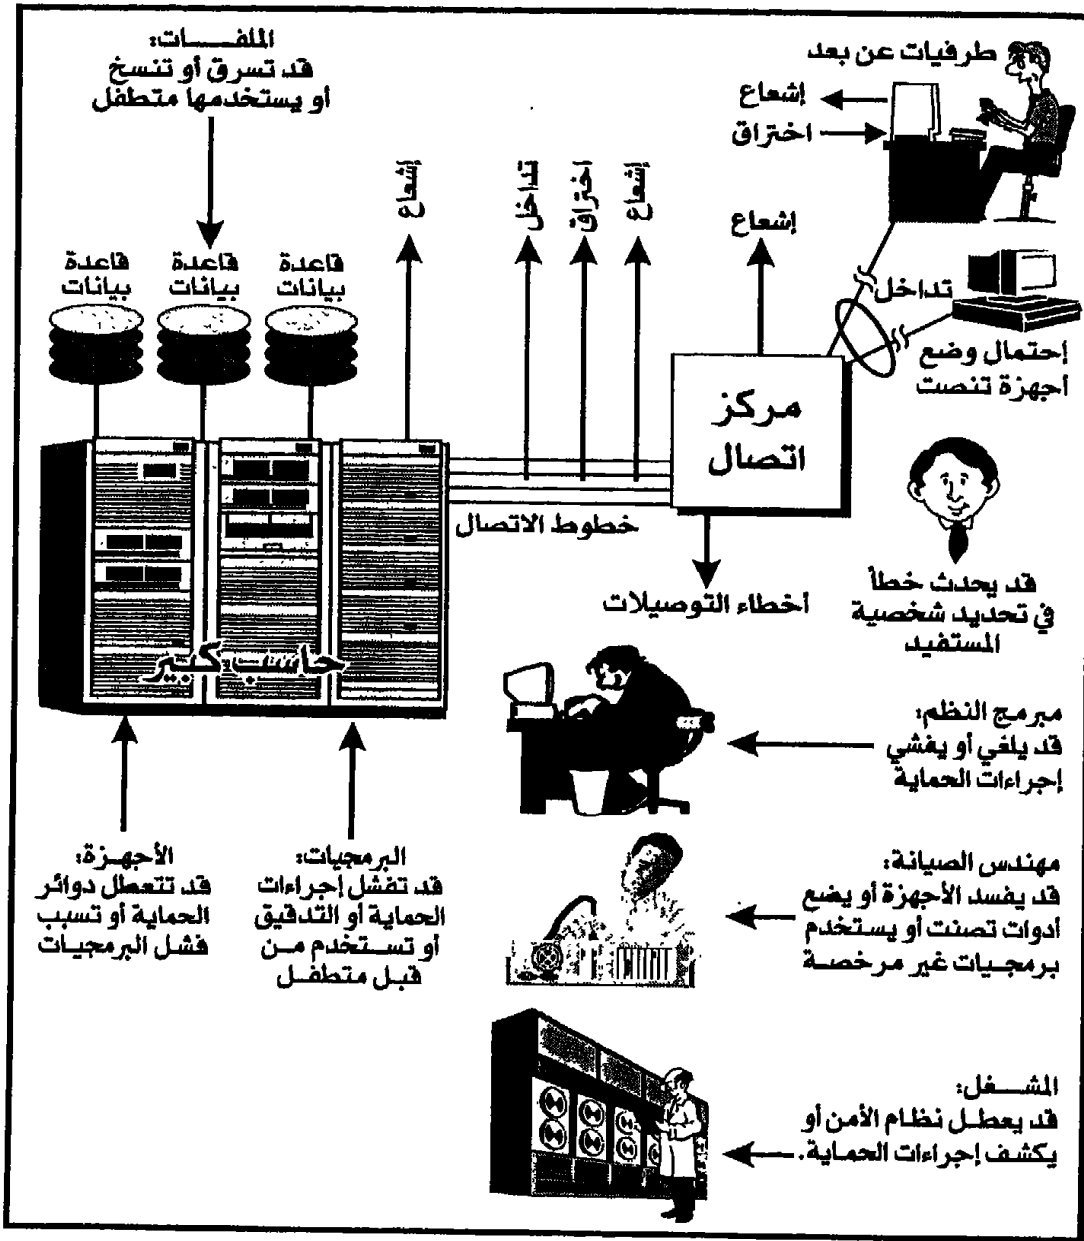 الملفـــــات:
قد تسرق أو تنسخ
أو يستخدمها متطفل
طرفيات عن بعد
إشعاع
اختراق
إشعاع
تداخل
اختراق
إشعاع
إشعاع
قاعدة
بيانات
قاعدة
بيانات
قاعدة
بيانات
تداخل
إحتمال وضع
أجهزة تنصت
مركز
اتصال
خطوط الاتصال
أخطاء التوصيلات
قد يحدث خطأ
في تحديد شخصية
المستفيد
حاسب كبير
مبرمج النظم:
قد يلغي أو يفشي
إجراءات الحماية
الأجهـزة:
قد تتعطل دوائر
الحماية أو تسبب
فشل البرمجيات
البرمجيات:
قد تفشل إجراءات
الحماية أو التدقيق
أو تستخدم من
قبل متطفل
مهندس الصيانة:
قد يفسد الأجهزة أو يضع
أدوات تصنت أو يستخدم
برمجيات غير مرخصة
المشــغل:
قد يعطل نظام الأمن أو
يكشف إجراءات الحماية.